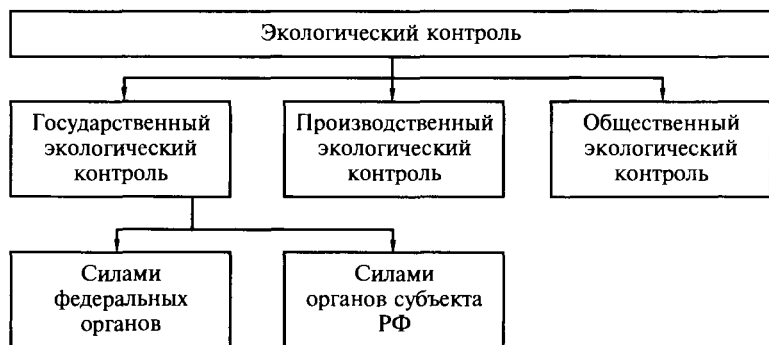 Экологический контроль
Государственный
экологический
контроль
Производственный
экологический
контроль
Общественный
экологический
контроль
Силами
федеральных
органов
Силами
органов субъекта
РФ